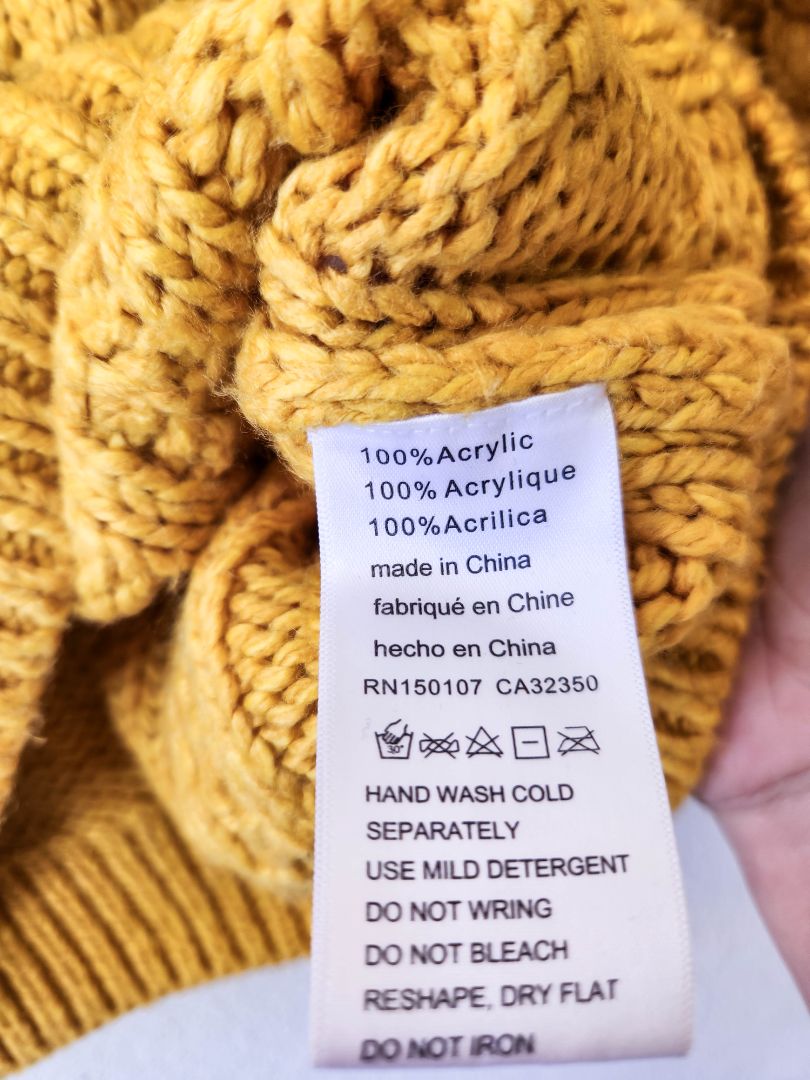 100%Acrylic
100% Acrylique
100%Acrilica
made in China
fabriqué en Chine
hecho en China
RN150107 CA32350
30°
HAND WASH COLD
SEPARATELY
USE MILD DETERGENT
DO NOT WRING
DO NOT BLEACH
RESHAPE, DRY FLAT
DO NOT IRON